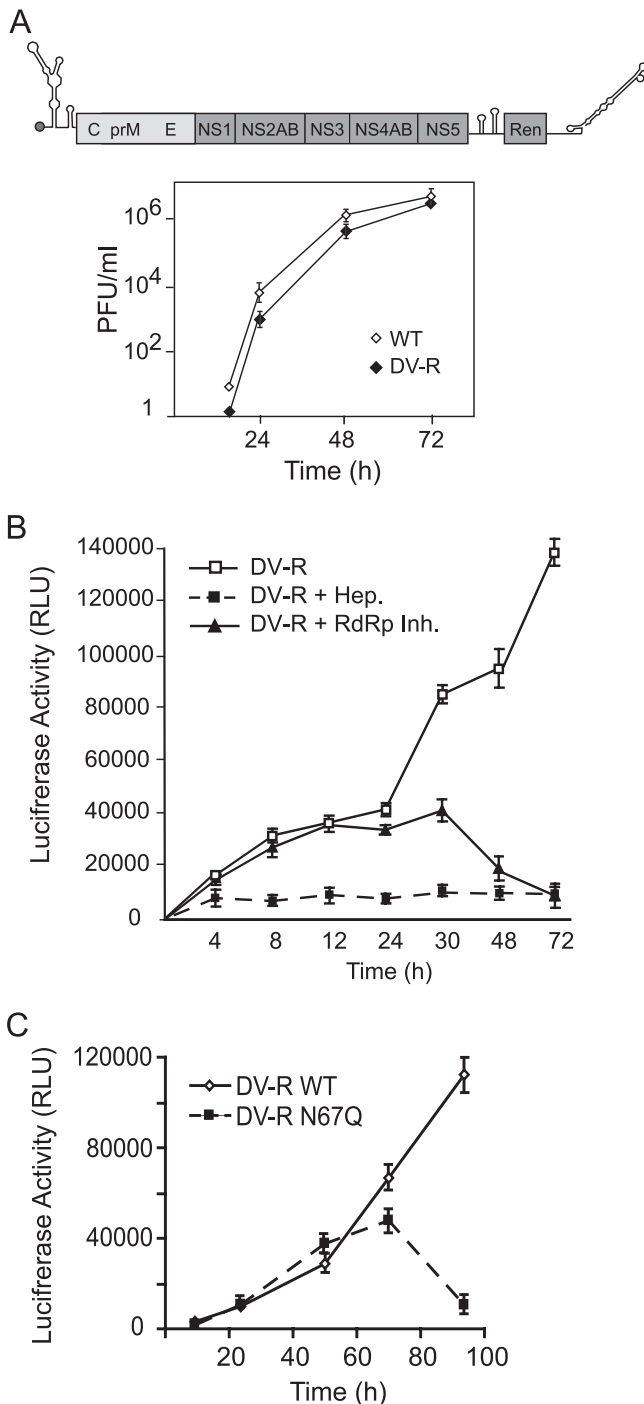 A
C prM E NS1 NS2AB NS3 NS4AB NS5 Ren
PFU/ml
10^6
10^4
10^2
1
WT
DV-R
24 48 72
Time (h)
B
Lucifrerase Activity (RLU)
140000
120000
100000
80000
60000
40000
20000
0
DV-R
DV-R + Hep.
DV-R + RdRp Inh.
4 8 12 24 30 48 72
Time (h)
C
Lucifrerase Activity (RLU)
120000
80000
40000
0
DV-R WT
DV-R N67Q
20 40 60 80 100
Time (h)